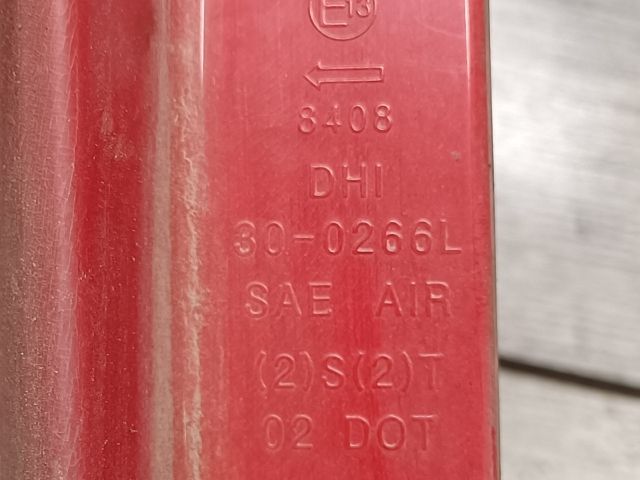 E13
8408
DHI
30-0266L
SAE AIR
(2)S(2)T
02 DOT